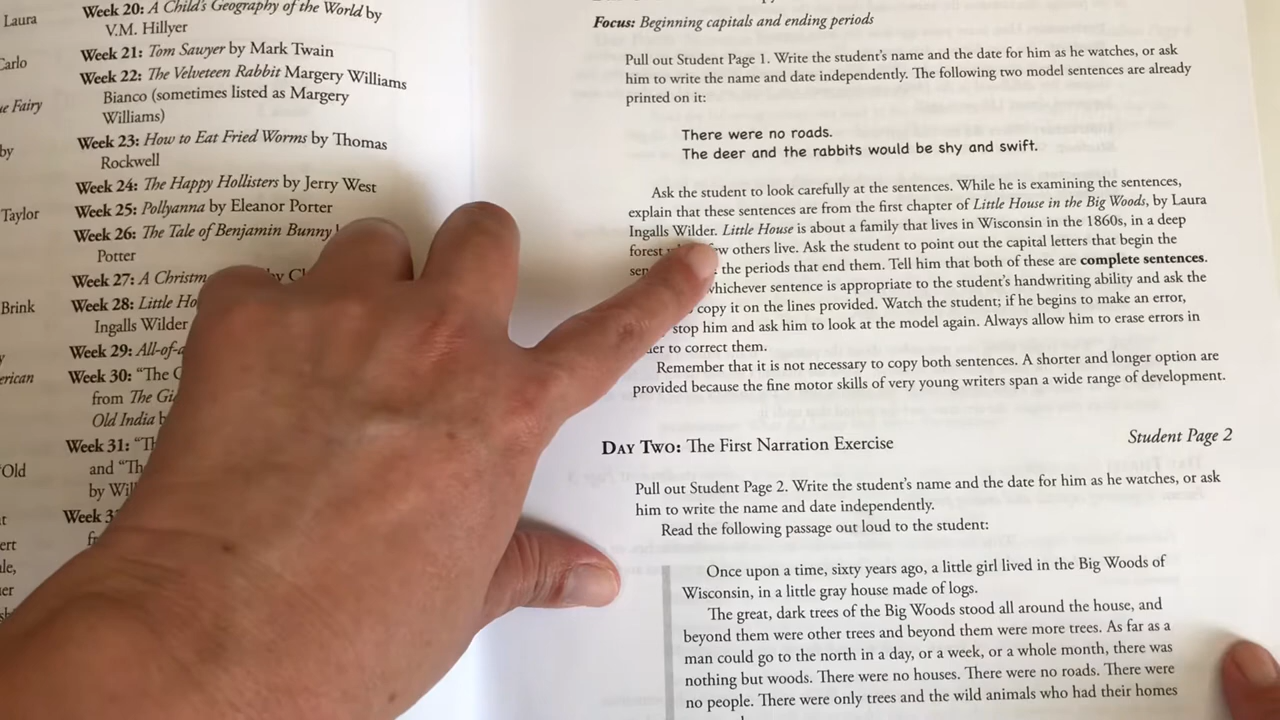 Laura
Carlo
e Fairy
by
Taylor
Brink
y
erican
Old
t
ert
le,
er
Week 20: A Child's Geography of the World by
V.M. Hillyer
Week 21: Tom Sawyer by Mark Twain
Week 22: The Velveteen Rabbit Margery Williams
Bianco (sometimes listed as Margery
Williams)
Week 23: How to Eat Fried Worms by Thomas
Rockwell
Week 24: The Happy Hollisters by Jerry West
Week 25: Pollyanna by Eleanor Porter
Week 26: The Tale of Benjamin Bunny
Potter
Week 27: A Christm by C
Week 28: Little Ho
Ingalls Wilder
Week 29: All-of-a
Week 30: "The G
from The Gi
Old India b
Week 31: "Th
and "Th
by Wil
Week 3
fr
Focus: Beginning capitals and ending periods
Pull out Student Page 1. Write the student's name and the date for him as he watches, or ask
him to write the name and date independently. The following two model sentences are already
printed on it:
There were no roads.
The deer and the rabbits would be shy and swift.
Ask the student to look carefully at the sentences. While he is examining the sentences,
explain that these sentences are from the first chapter of Little House in the Big Woods, by Laura
Ingalls Wilder. Little House is about a family that lives in Wisconsin in the 1860s, in a deep
forest w others live. Ask the student to point out the capital letters that begin the
sen the periods that end them. Tell him that both of these are complete sentences.
whichever sentence is appropriate to the student's handwriting ability and ask the
copy it on the lines provided. Watch the student; if he begins to make an error,
stop him and ask him to look at the model again. Always allow him to erase errors in
der to correct them.
Remember that it is not necessary to copy both sentences. A shorter and longer option are
provided because the fine motor skills of very young writers span a wide range of development.
Day Two: The First Narration Exercise Student Page 2
Pull out Student Page 2. Write the student's name and the date for him as he watches, or ask
him to write the name and date independently.
Read the following passage out loud to the student:
Once upon a time, sixty years ago, a little girl lived in the Big Woods of
Wisconsin, in a little gray house made of logs.
The great, dark trees of the Big Woods stood all around the house, and
beyond them were other trees and beyond them were more trees. As far as a
man could go to the north in a day, or a week, or a whole month, there was
nothing but woods. There were no houses. There were no roads. There were
no people. There were only trees and the wild animals who had their homes